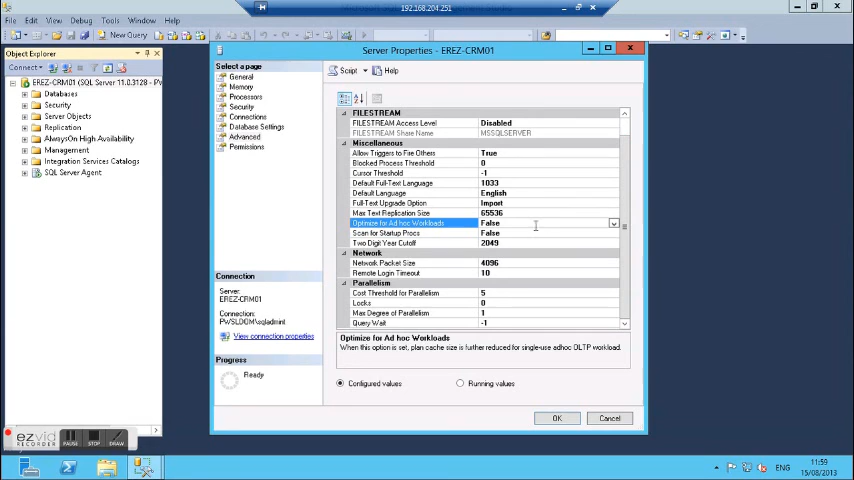 192.168.204.251
File Edit View Debug Tools Window Help
New Query
Object Explorer
Connect
EREZ-CRM01 (SQL Server 11.0.3128 - PW
Databases
Security
Server Objects
Replication
AlwaysOn High Availability
Management
Integration Services Catalogs
SQL Server Agent
Server Properties - EREZ-CRM01
Select a page
General
Memory
Processors
Security
Connections
Database Settings
Advanced
Permissions
Connection
Server:
EREZ-CRM01
Connection:
PWSLDOM\sqladmint
View connection properties
Progress
Ready
Script Help
FILESTREAM
FILESTREAM Access Level Disabled
FILESTREAM Share Name MSSQLSERVER
Miscellaneous
Allow Triggers to Fire Others True
Blocked Process Threshold 0
Cursor Threshold -1
Default Full-Text Language 1033
Default Language English
Full-Text Upgrade Option Import
Max Text Replication Size 65536
Optimize for Ad hoc Workloads False
Scan for Startup Procs False
Two Digit Year Cutoff 2049
Network
Network Packet Size 4096
Remote Login Timeout 10
Parallelism
Cost Threshold for Parallelism 5
Locks 0
Max Degree of Parallelism 1
Query Wait -1
Optimize for Ad hoc Workloads
When this option is set, plan cache size is further reduced for single-use adhoc OLTP workload.
Configured values Running values
OK Cancel
ezvid
RECORDER
PAUSE STOP DRAW
ENG
11:59
15/08/2013